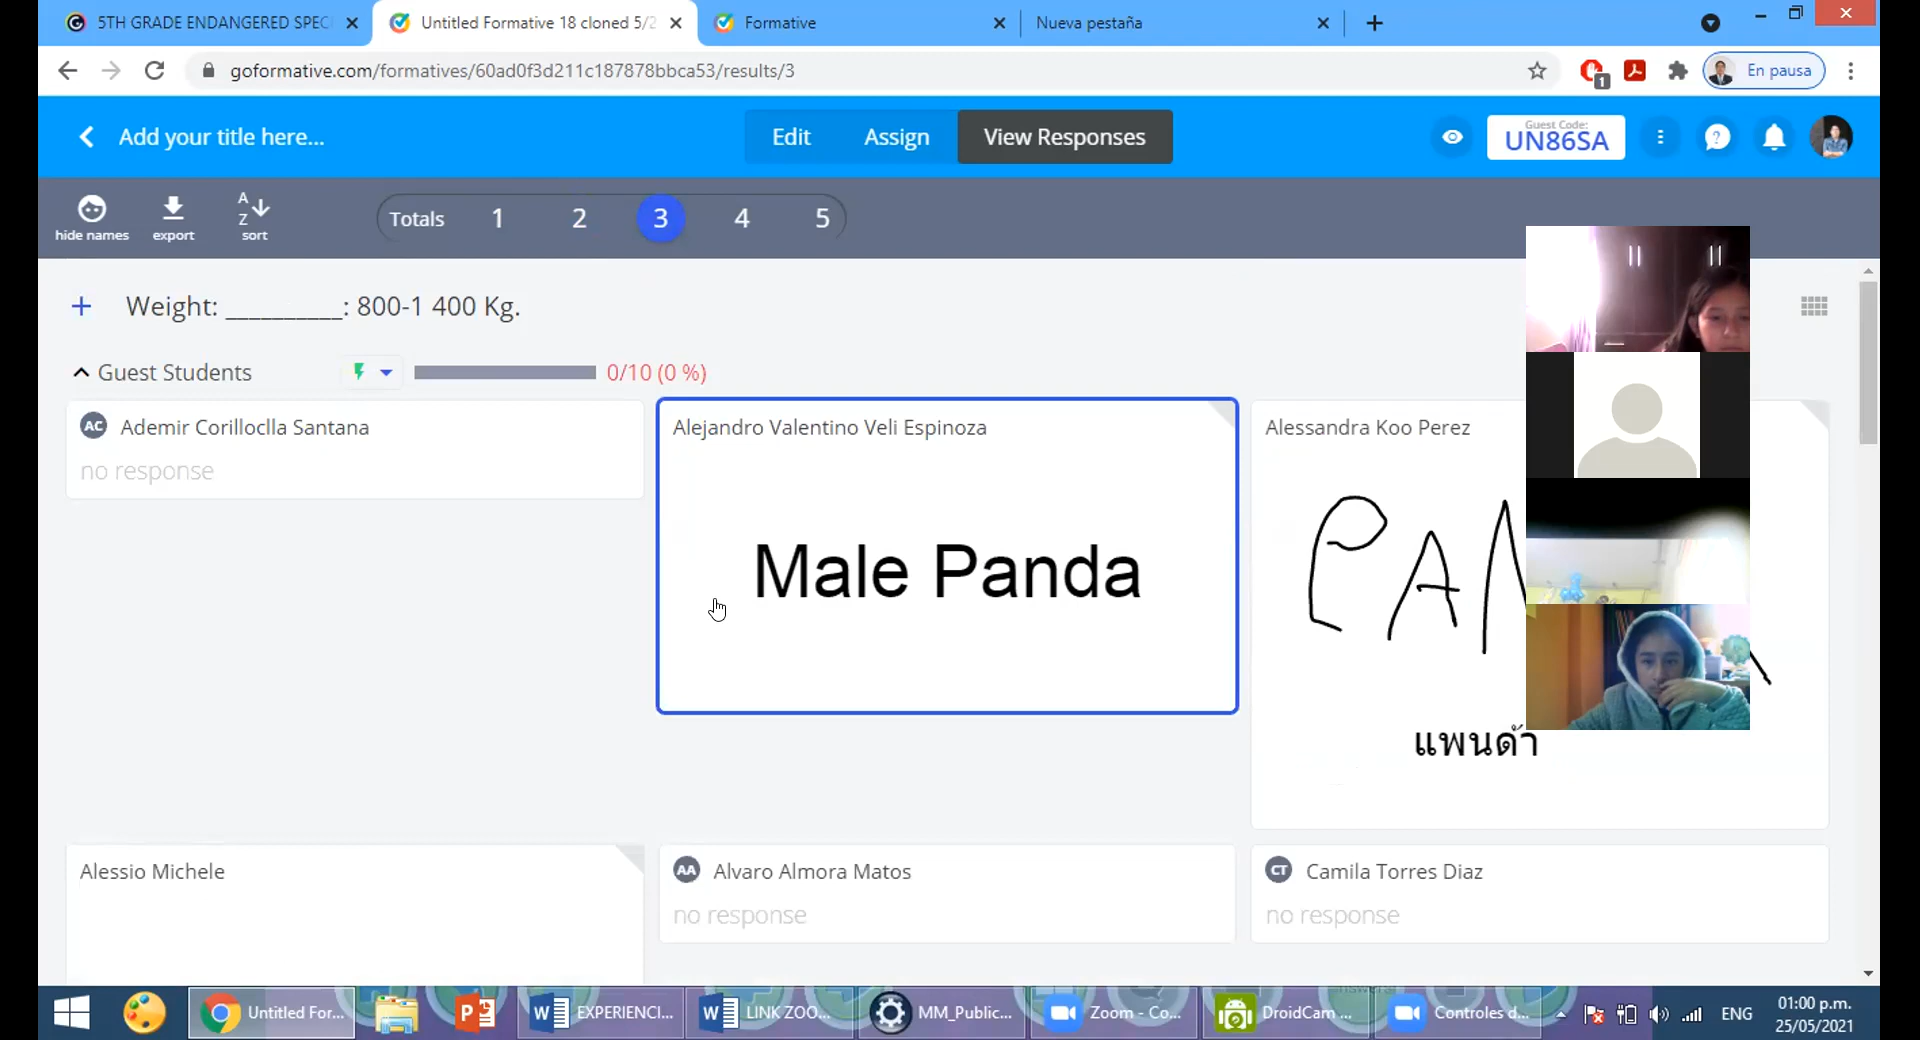 5TH GRADE ENDANGERED SPEC
Untitled Formative 18 cloned 5/2
Formative
Nueva pestaña
goformative.com/formatives/60ad0f3d211c187878bbca53/results/3
1
En pausa
Add your title here...
Edit
Assign
View Responses
Guest Code:
UN86SA
hide names
export
A
Z
sort
Totals 1 2 3 4 5
Weight: __________: 800-1 400 Kg.
Guest Students
0/10 (0 %)
AC Ademir Corilloclla Santana
no response
Alejandro Valentino Veli Espinoza
Male Panda
Alessandra Koo Perez
PAN
แพนด้า
Alessio Michele
AA Alvaro Almora Matos
no response
CT Camila Torres Diaz
no response
Untitled For...
EXPERIENCI...
LINK ZOO...
MM_Public...
Zoom - Co...
DroidCam ...
Controles d...
ENG
01:00 p.m.
25/05/2021